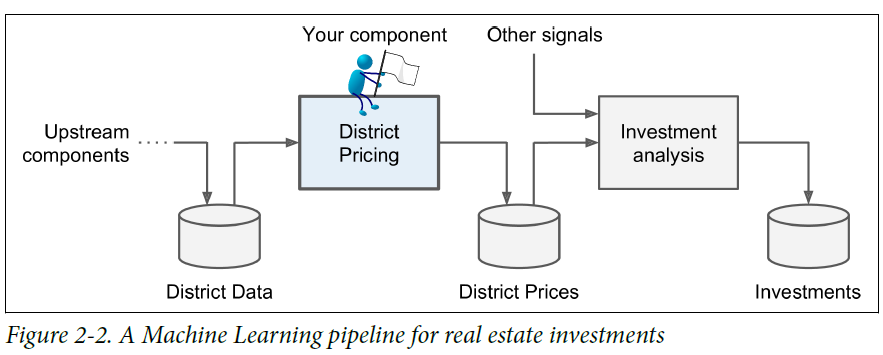 Your component
Other signals
Upstream
components
District
Pricing
Investment
analysis
District Data
District Prices
Investments
Figure 2-2. A Machine Learning pipeline for real estate investments